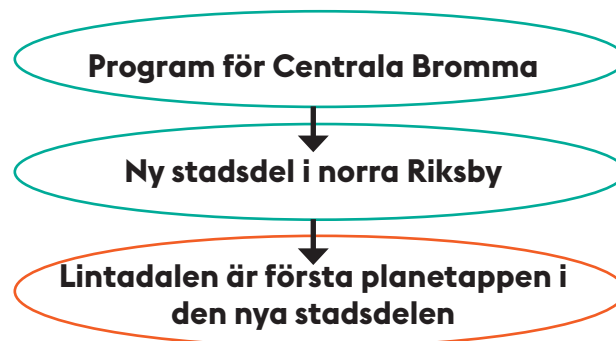 Program för Centrala Bromma
Ny stadsdel i norra Riksby
Lintadalen är första planetappen i
den nya stadsdelen